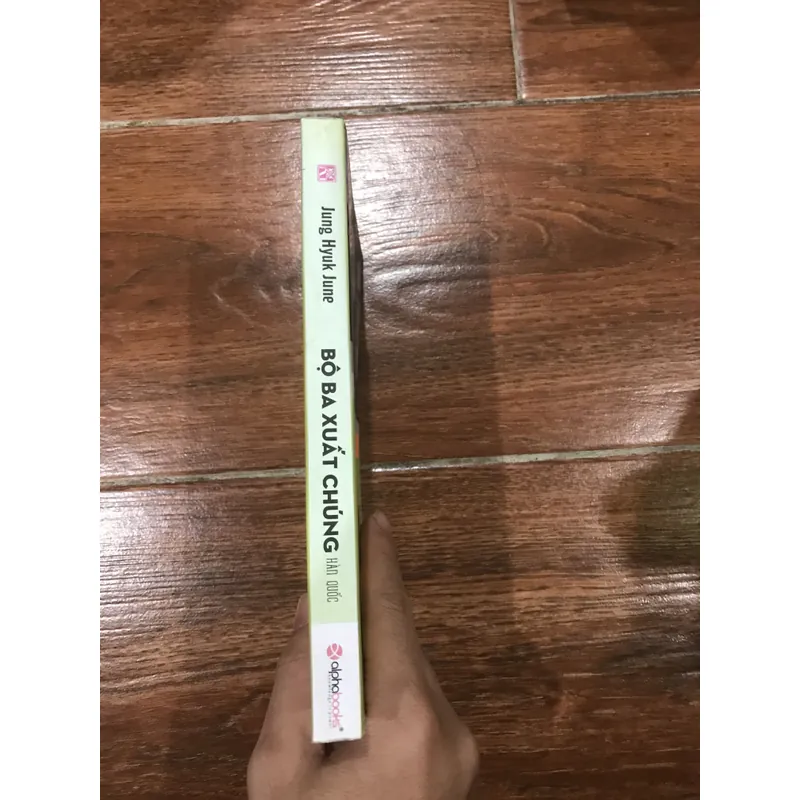 Jung Hyuk June
BỘ BA XUẤT CHÚNG HÀN QUỐC
alphabooks®